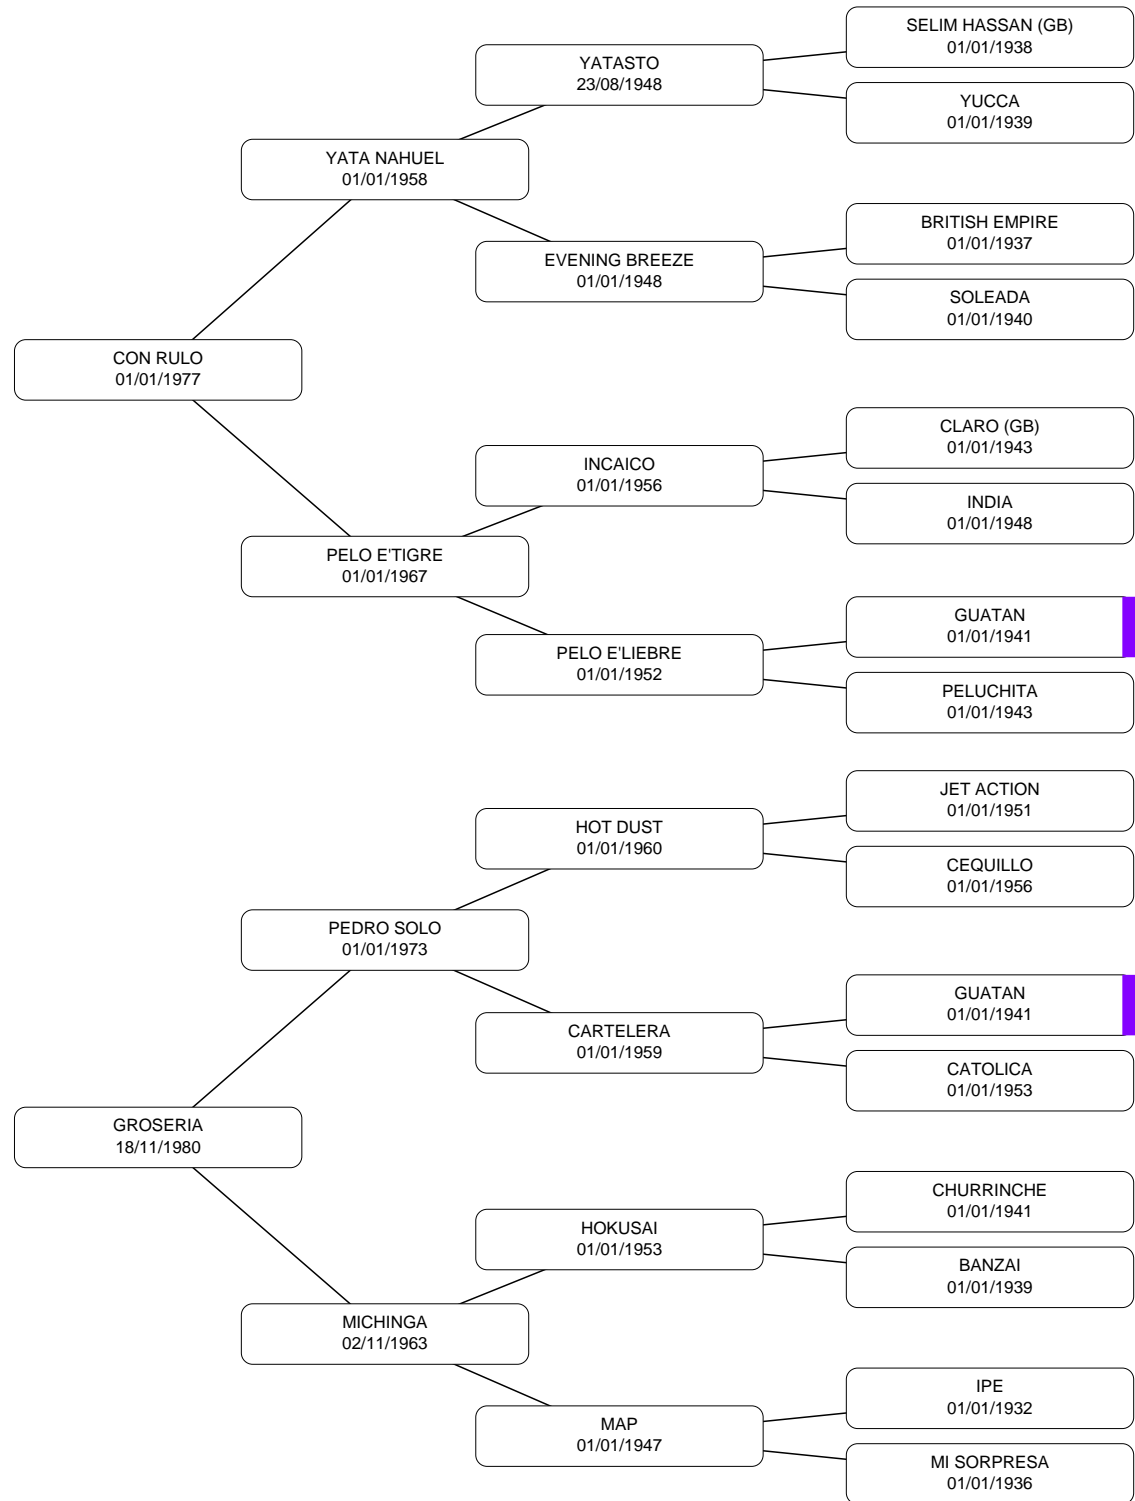 SELIM HASSAN (GB)
01/01/1938
YATASTO
23/08/1948
YUCCA
01/01/1939
YATA NAHUEL
01/01/1958
BRITISH EMPIRE
01/01/1937
EVENING BREEZE
01/01/1948
SOLEADA
01/01/1940
CON RULO
01/01/1977
CLARO (GB)
01/01/1943
INCAICO
01/01/1956
INDIA
01/01/1948
PELO E'TIGRE
01/01/1967
GUATAN
01/01/1941
PELO E'LIEBRE
01/01/1952
PELUCHITA
01/01/1943
JET ACTION
01/01/1951
HOT DUST
01/01/1960
CEQUILLO
01/01/1956
PEDRO SOLO
01/01/1973
GUATAN
01/01/1941
CARTELERA
01/01/1959
CATOLICA
01/01/1953
GROSERIA
18/11/1980
CHURRINCHE
01/01/1941
HOKUSAI
01/01/1953
BANZAI
01/01/1939
MICHINGA
02/11/1963
IPE
01/01/1932
MAP
01/01/1947
MI SORPRESA
01/01/1936